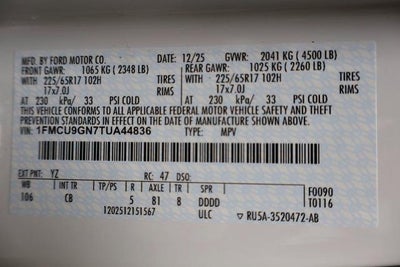 MFD. BY FORD MOTOR CO. 12/25 GVWR: 2041 KG ( 4500 LB)
FRONT GAWR: 1065 KG ( 2348 LB) REAR GAWR: 1025 KG ( 2260 LB)
WITH 225/65R17 102H TIRES WITH 225/65R17 102H TIRES
17x7.0J RIMS 17x7.0J RIMS
AT 230 kPa/ 33 PSI COLD AT 230 kPa/ 33 PSI COLD
THIS VEHICLE CONFORMS TO ALL APPLICABLE FEDERAL MOTOR VEHICLE SAFETY AND THEFT
PREVENTION STANDARDS IN EFFECT ON THE DATE OF MANUFACTURE SHOWN ABOVE.
VIN: 1FMCU9GN7TUA44836 TYPE: MPV
EXT PNT: YZ RC: 47 DSO:
WB INT TR TP/PS R AXLE TR SPR F0090
106 CB 5 81 8 DDDD T0116
1202512151567 ULC RU5A-3520472-AB